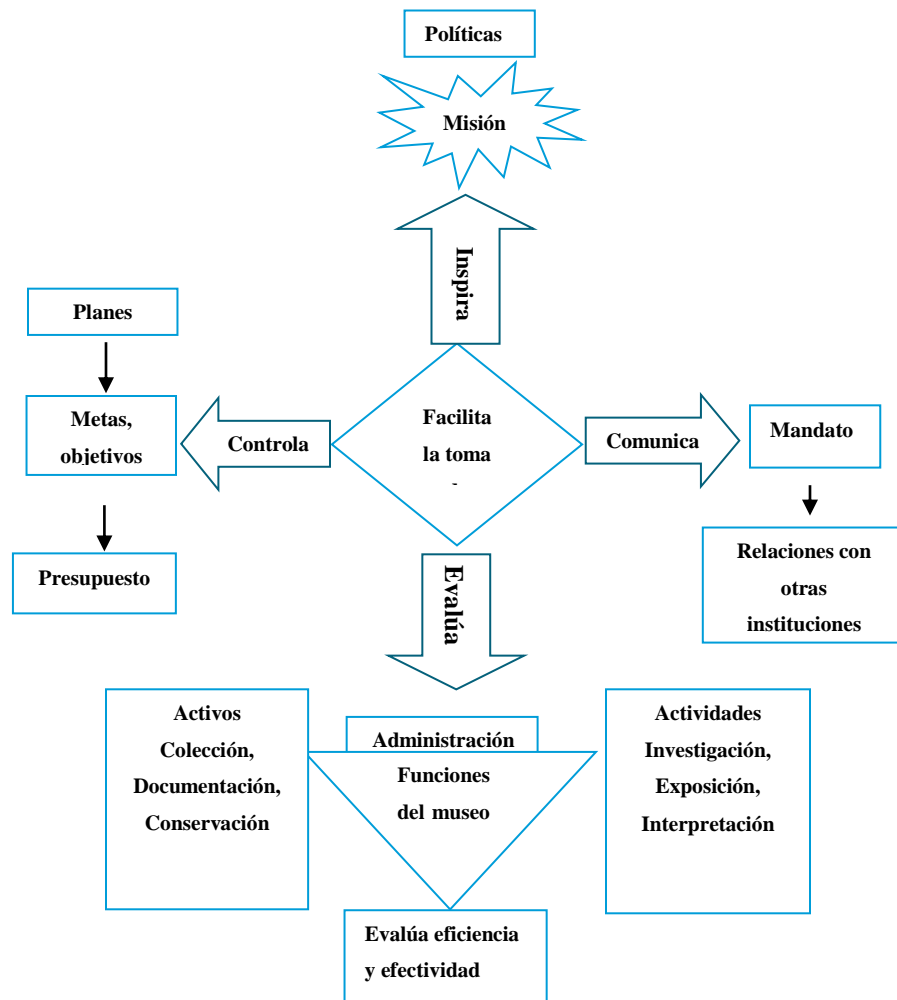 Políticas
Misión
Inspira
Planes
Metas,
objetivos
Controla
Facilita
la toma
Comunica
Mandato
Presupuesto
Relaciones con
otras
instituciones
Evalúa
Activos
Colección,
Documentación,
Conservación
Administración
Funciones
del museo
Actividades
Investigación,
Exposición,
Interpretación
Evalúa eficiencia
y efectividad